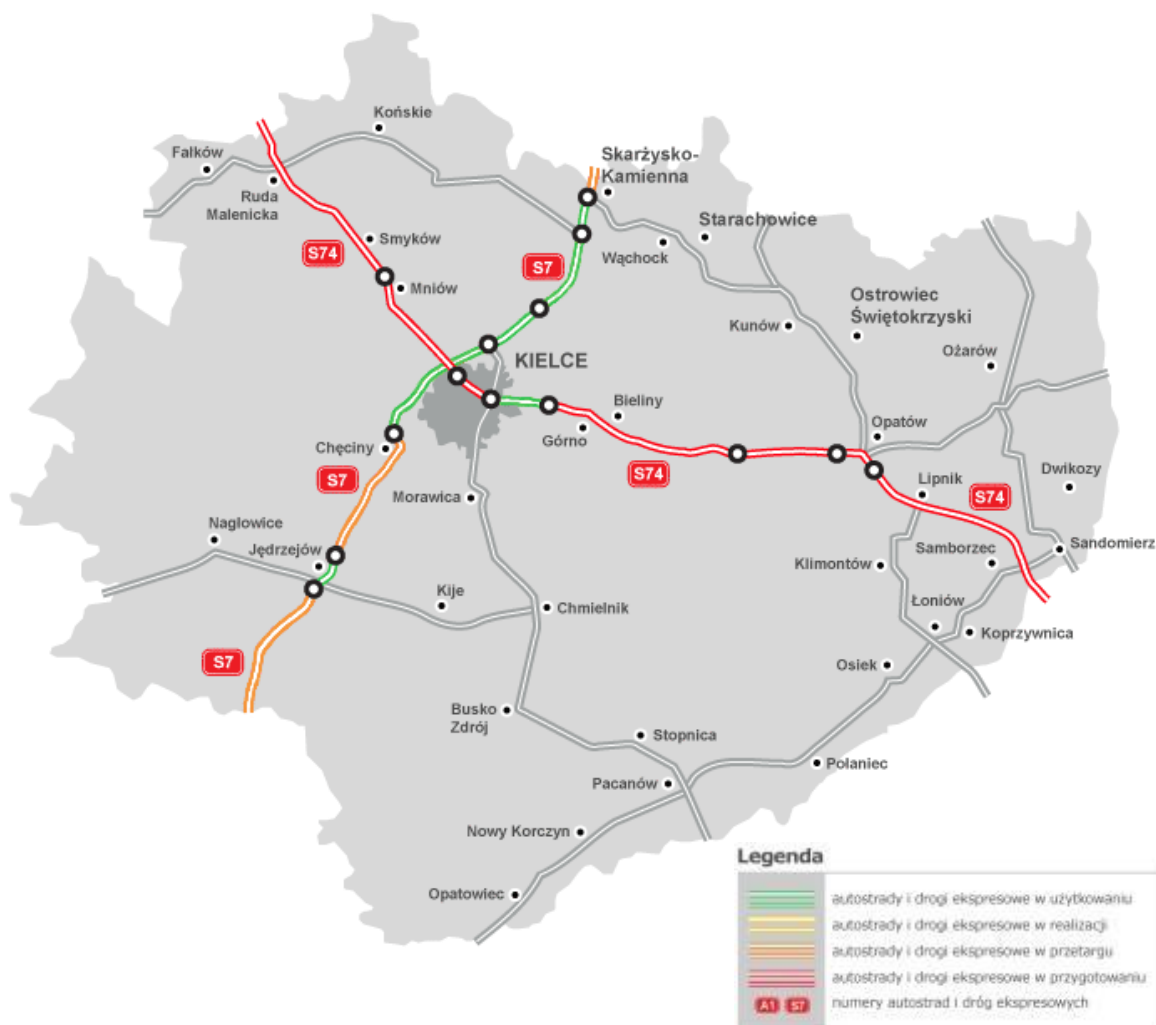 Końskie
Fałków
Skarżysko-
Kamienna
Ruda
Malenicka
Starachowice
Smyków
S74
S7
Wąchock
Mniów
Ostrowiec
Świętokrzyski
Kunów
KIELCE
Ożarów
Bieliny
Górno
Opatów
Chęciny
S7
S74
Lipnik
Dwikozy
S74
Morawica
Nagłowice
Jędrzejów
Sandomierz
Samborzec
Klimontów
Kije
Chmielnik
Łoniów
Koprzywnica
S7
Osiek
Busko
Zdrój
Stopnica
Połaniec
Pacanów
Nowy Korczyn
Opatowiec
Legenda
autostrady i drogi ekspresowe w użytkowaniu
autostrady i drogi ekspresowe w realizacji
autostrady i drogi ekspresowe w przetargu
autostrady i drogi ekspresowe w przygotowaniu
A1 S7 numery autostrad i dróg ekspresowych